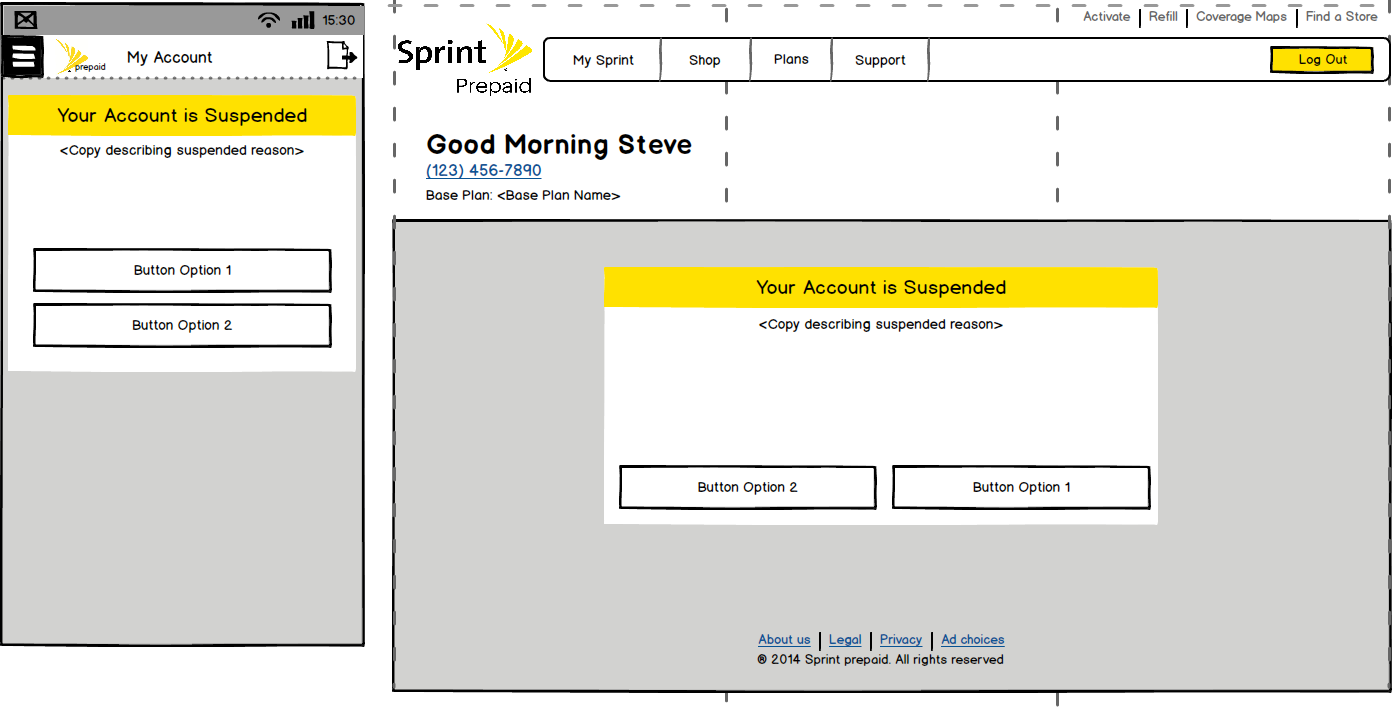 15:30
prepaid
My Account
Your Account is Suspended
<Copy describing suspended reason>
Button Option 1
Button Option 2
Activate | Refill | Coverage Maps | Find a Store
Sprint
Prepaid
My Sprint
Shop
Plans
Support
Log Out
Good Morning Steve
(123) 456-7890
Base Plan: <Base Plan Name>
Your Account is Suspended
<Copy describing suspended reason>
Button Option 2
Button Option 1
About us | Legal | Privacy | Ad choices
® 2014 Sprint prepaid. All rights reserved